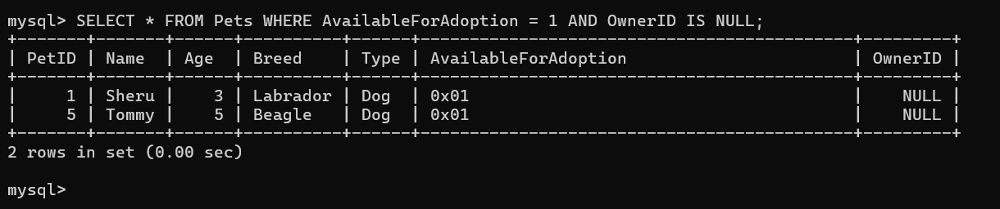 mysql> SELECT * FROM Pets WHERE AvailableForAdoption = 1 AND OwnerID IS NULL;
+-------+-------+------+----------+------+--------------------------------------------+---------+
| PetID | Name  | Age  | Breed    | Type | AvailableForAdoption                       | OwnerID |
+-------+-------+------+----------+------+--------------------------------------------+---------+
|     1 | Sheru |    3 | Labrador | Dog  | 0x01                                       |    NULL |
|     5 | Tommy |    5 | Beagle   | Dog  | 0x01                                       |    NULL |
+-------+-------+------+----------+------+--------------------------------------------+---------+
2 rows in set (0.00 sec)
mysql>